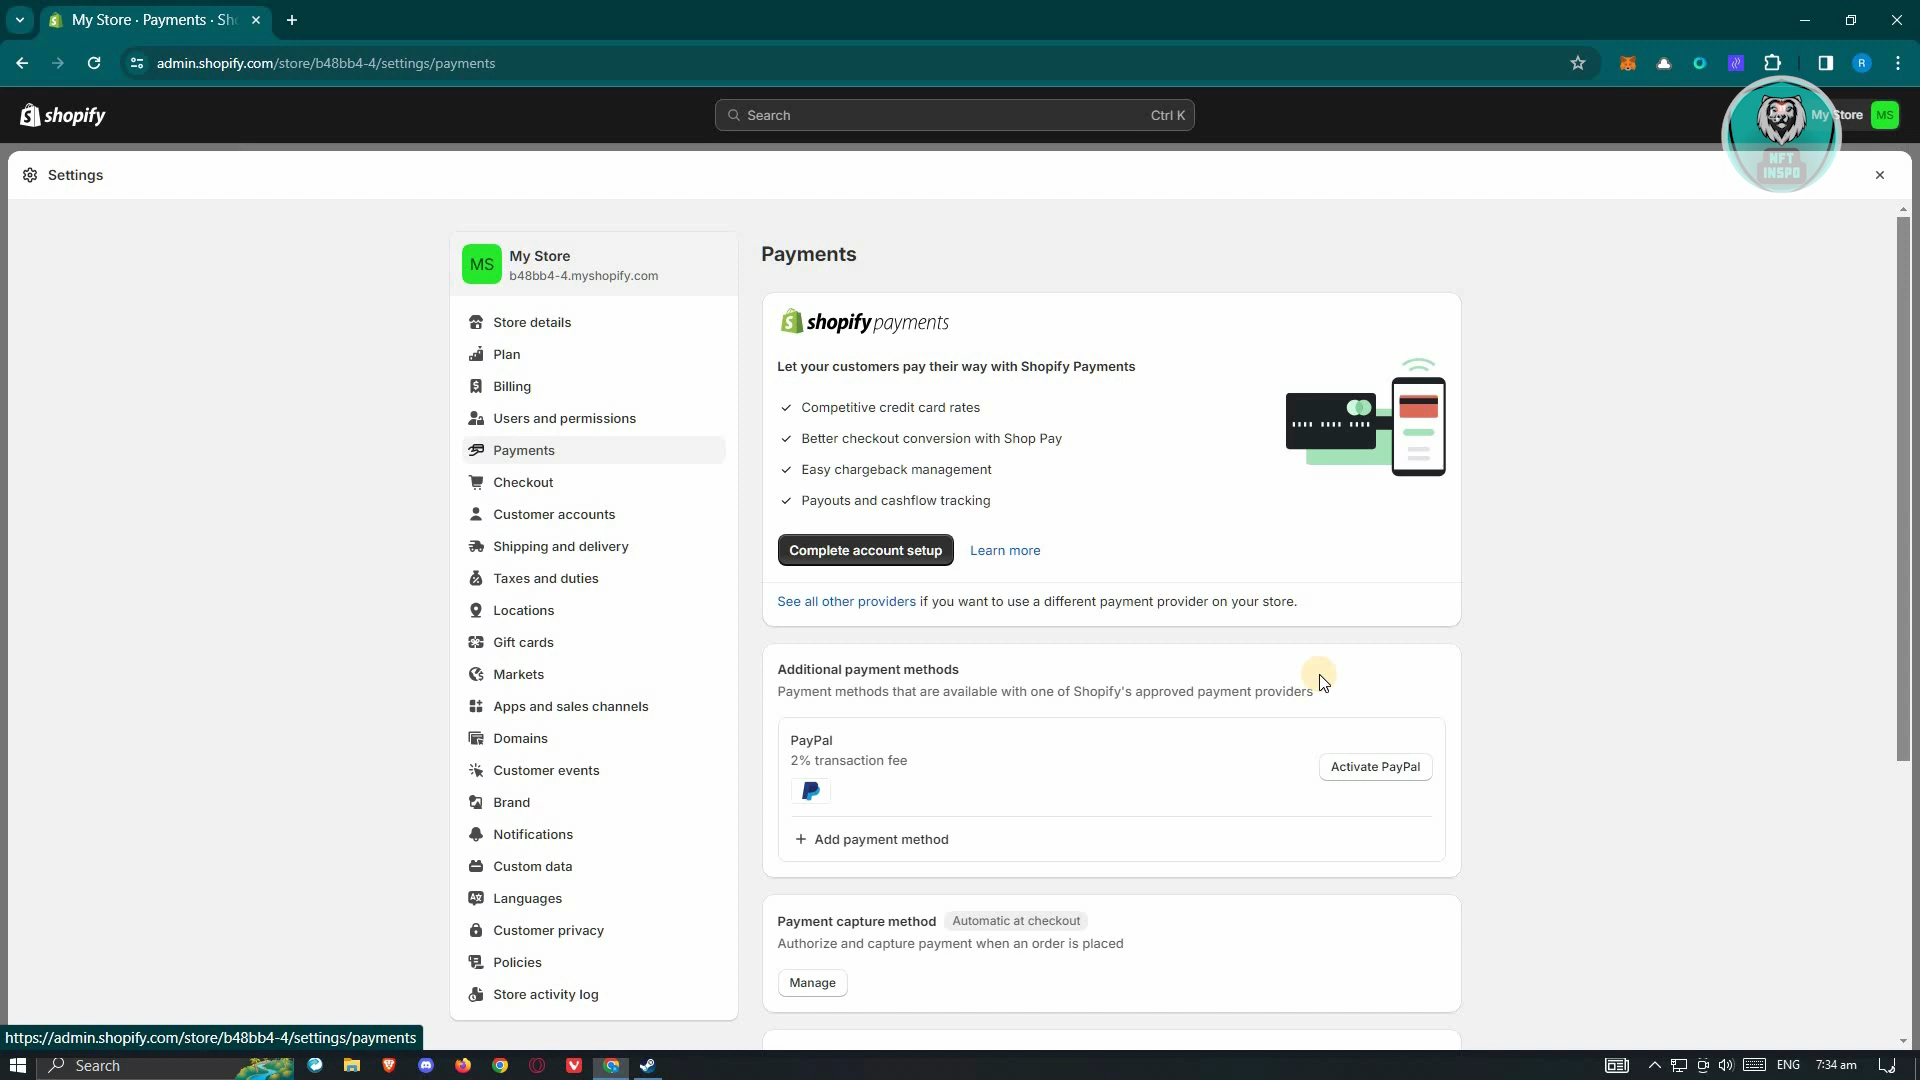 My Store · Payments · Sh
admin.shopify.com/store/b48bb4-4/settings/payments
R
shopify
Search
Ctrl K
My Store
MS
NFT
INSPO
Settings
MS
My Store
b48bb4-4.myshopify.com
Store details
Plan
Billing
Users and permissions
Payments
Checkout
Customer accounts
Shipping and delivery
Taxes and duties
Locations
Gift cards
Markets
Apps and sales channels
Domains
Customer events
Brand
Notifications
Custom data
Languages
Customer privacy
Policies
Store activity log
Payments
shopify payments
Let your customers pay their way with Shopify Payments
Competitive credit card rates
Better checkout conversion with Shop Pay
Easy chargeback management
Payouts and cashflow tracking
Complete account setup
Learn more
See all other providers if you want to use a different payment provider on your store.
Additional payment methods
Payment methods that are available with one of Shopify's approved payment providers
PayPal
2% transaction fee
Activate PayPal
+ Add payment method
Payment capture method
Automatic at checkout
Authorize and capture payment when an order is placed
Manage
https://admin.shopify.com/store/b48bb4-4/settings/payments
Search
ENG
7:34 am